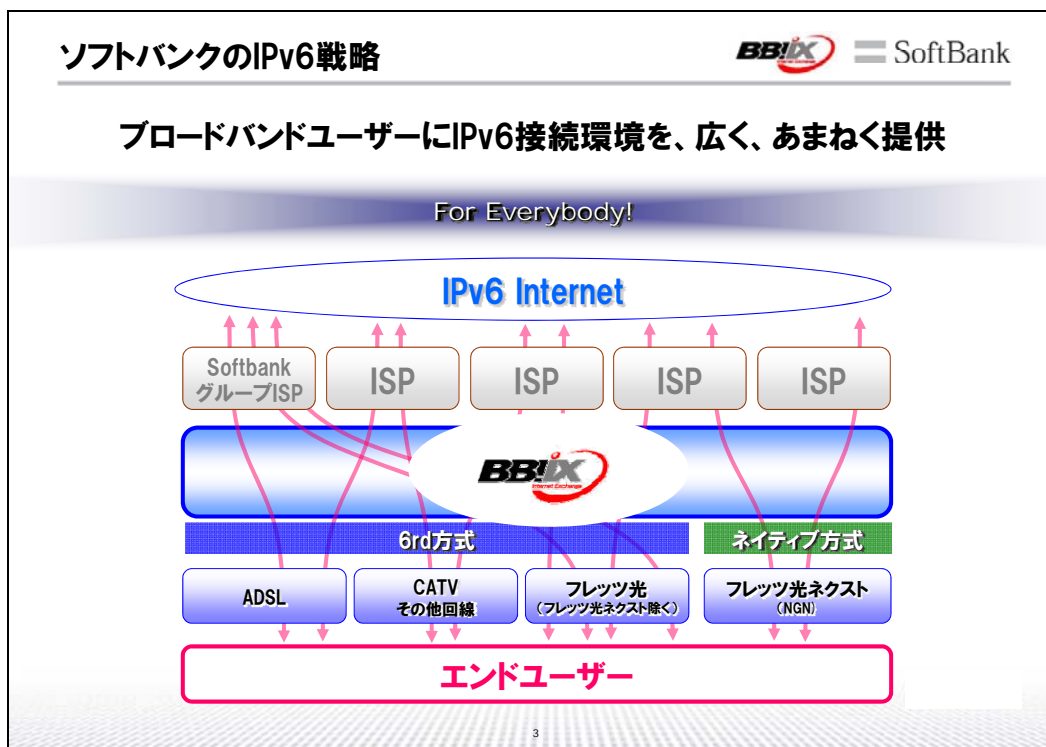 ソフトバンクのIPv6戦略
BB!X
Internet Exchange
SoftBank
ブロードバンドユーザーにIPv6接続環境を、広く、あまねく提供
For Everybody!
IPv6 Internet
Softbank
グループISP
ISP
ISP
ISP
ISP
BB!X
Internet Exchange
6rd方式
ネイティブ方式
ADSL
CATV
その他回線
フレッツ光
(フレッツ光ネクスト除く)
フレッツ光ネクスト
(NGN)
エンドユーザー
3